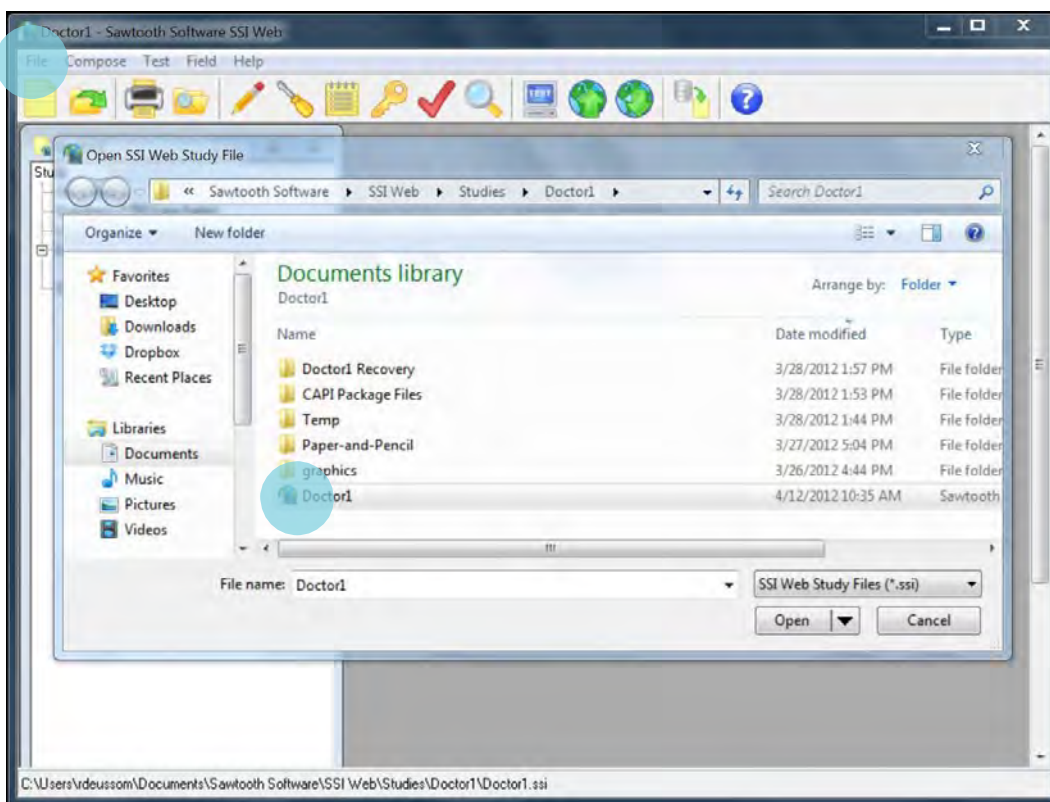 Doctor1 - Sawtooth Software SSI Web
File Compose Test Field Help
Open SSI Web Study File
Stu
« Sawtooth Software SSI Web Studies Doctor1
Search Doctor1
Organize New folder
Favorites
Desktop
Downloads
Dropbox
Recent Places
Libraries
Documents
Music
Pictures
Videos
Documents library
Doctor1
Arrange by: Folder
Name Date modified Type
Doctor1 Recovery 3/28/2012 1:57 PM File folder
CAPI Package Files 3/28/2012 1:53 PM File folder
Temp 3/28/2012 1:44 PM File folder
Paper-and-Pencil 3/27/2012 5:04 PM File folder
graphics 3/26/2012 4:44 PM File folder
Doctor1 4/12/2012 10:35 AM Sawtooth
File name: Doctor1 SSI Web Study Files (*.ssi)
Open Cancel
C:\Users\rdeussom\Documents\Sawtooth Software\SSI Web\Studies\Doctor1\Doctor1.ssi